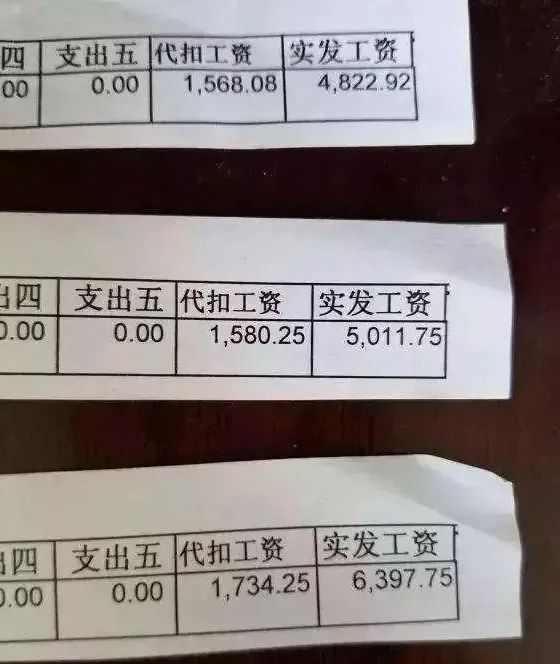 四 支出五 代扣工资 实发工资
00 0.00 1,568.08 4,822.92
出四 支出五 代扣工资 实发工资
0.00 0.00 1,580.25 5,011.75
出四 支出五 代扣工资 实发工资
0.00 0.00 1,734.25 6,397.75